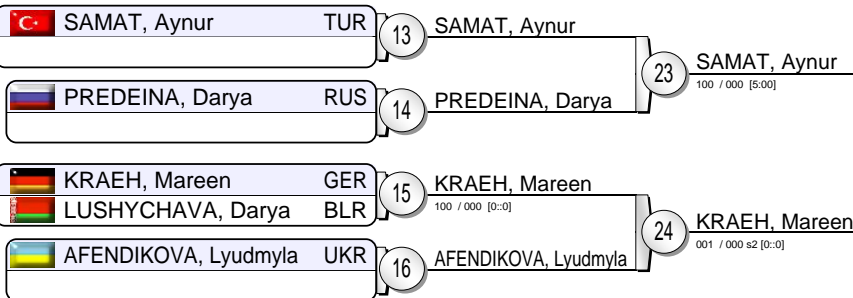 SAMAT, Aynur TUR
13
SAMAT, Aynur
23
SAMAT, Aynur
100 / 000 [5:00]
PREDEINA, Darya RUS
14
PREDEINA, Darya
KRAEH, Mareen GER
LUSHYCHAVA, Darya BLR
15
KRAEH, Mareen
100 / 000 [0::0]
24
KRAEH, Mareen
001 / 000 s2 [0::0]
AFENDIKOVA, Lyudmyla UKR
16
AFENDIKOVA, Lyudmyla